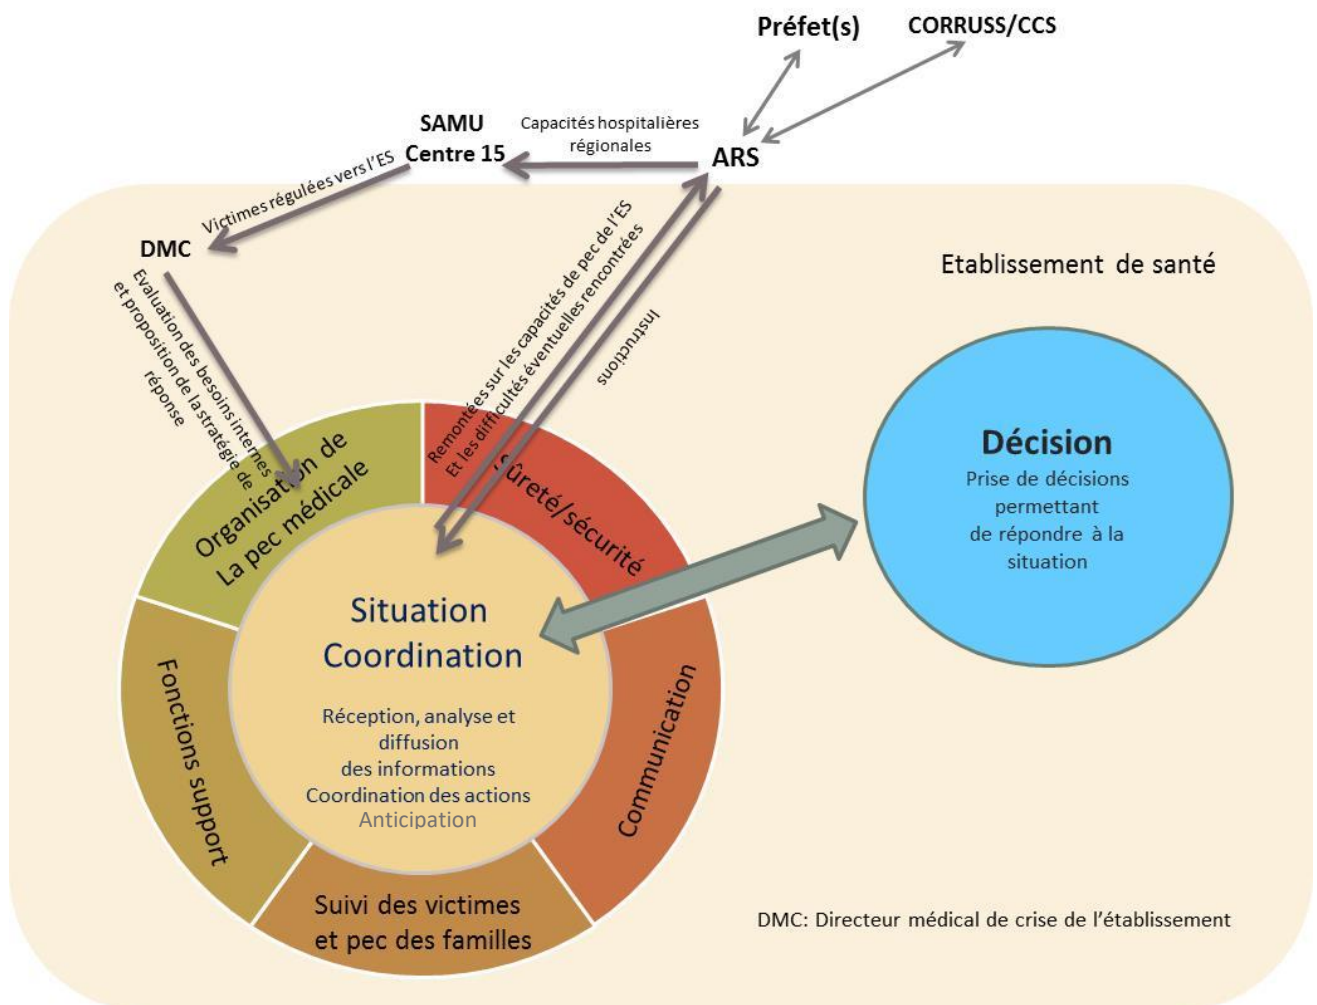 Préfet(s)
CORRUSS/CCS
SAMU
Centre 15
Capacités hospitalières
régionales
ARS
Victimes régulées vers l'ES
DMC
Evaluation des besoins internes
et proposition de la stratégie de
réponse
Remontées sur les capacités de pec de l'ES
Et les difficultés éventuelles rencontrées
Instructions
Etablissement de santé
Organisation de
La pec médicale
Sûreté/sécurité
Décision
Prise de décisions
permettant
de répondre à la
situation
Situation
Coordination
Réception, analyse et
diffusion
des informations
Coordination des actions
Anticipation
Fonctions support
Communication
Suivi des victimes
et pec des familles
DMC: Directeur médical de crise de l'établissement